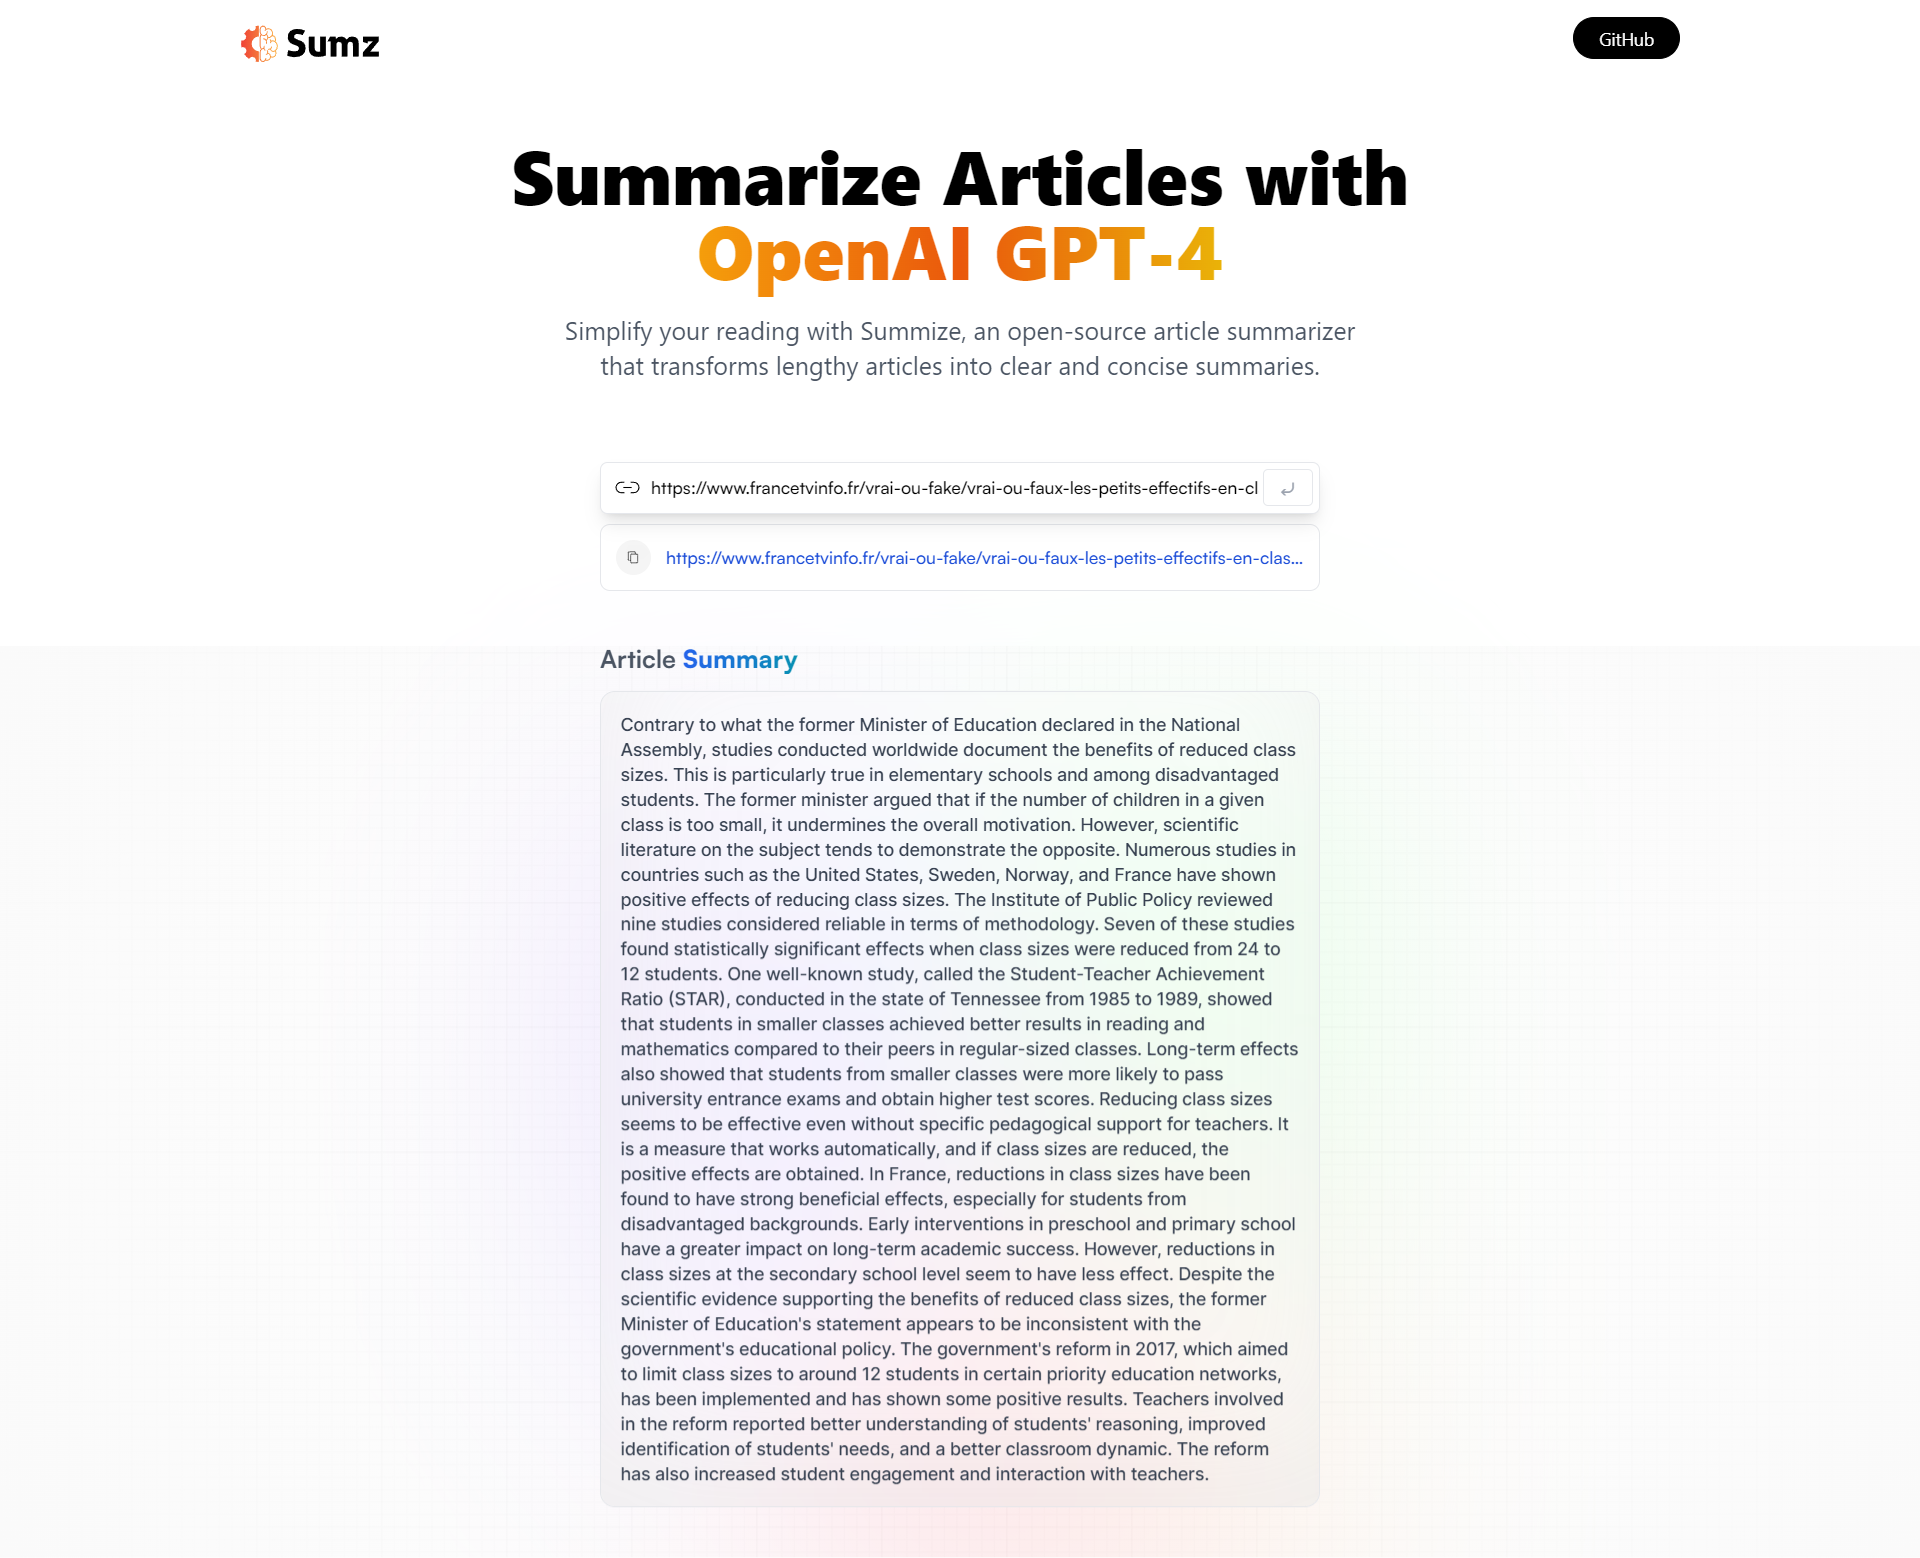 Sumz
GitHub
Summarize Articles with
OpenAI GPT-4
Simplify your reading with Summize, an open-source article summarizer
that transforms lengthy articles into clear and concise summaries.
https://www.francetvinfo.fr/vrai-ou-fake/vrai-ou-faux-les-petits-effectifs-en-cl
https://www.francetvinfo.fr/vrai-ou-fake/vrai-ou-faux-les-petits-effectifs-en-clas...
Article Summary
Contrary to what the former Minister of Education declared in the National
Assembly, studies conducted worldwide document the benefits of reduced class
sizes. This is particularly true in elementary schools and among disadvantaged
students. The former minister argued that if the number of children in a given
class is too small, it undermines the overall motivation. However, scientific
literature on the subject tends to demonstrate the opposite. Numerous studies in
countries such as the United States, Sweden, Norway, and France have shown
positive effects of reducing class sizes. The Institute of Public Policy reviewed
nine studies considered reliable in terms of methodology. Seven of these studies
found statistically significant effects when class sizes were reduced from 24 to
12 students. One well-known study, called the Student-Teacher Achievement
Ratio (STAR), conducted in the state of Tennessee from 1985 to 1989, showed
that students in smaller classes achieved better results in reading and
mathematics compared to their peers in regular-sized classes. Long-term effects
also showed that students from smaller classes were more likely to pass
university entrance exams and obtain higher test scores. Reducing class sizes
seems to be effective even without specific pedagogical support for teachers. It
is a measure that works automatically, and if class sizes are reduced, the
positive effects are obtained. In France, reductions in class sizes have been
found to have strong beneficial effects, especially for students from
disadvantaged backgrounds. Early interventions in preschool and primary school
have a greater impact on long-term academic success. However, reductions in
class sizes at the secondary school level seem to have less effect. Despite the
scientific evidence supporting the benefits of reduced class sizes, the former
Minister of Education's statement appears to be inconsistent with the
government's educational policy. The government's reform in 2017, which aimed
to limit class sizes to around 12 students in certain priority education networks,
has been implemented and has shown some positive results. Teachers involved
in the reform reported better understanding of students' reasoning, improved
identification of students' needs, and a better classroom dynamic. The reform
has also increased student engagement and interaction with teachers.